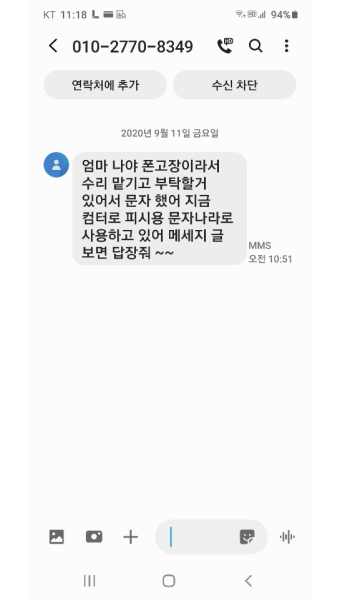 KT 11:18 94%
010-2770-8349
연락처에 추가 수신 차단
2020년 9월 11일 금요일
엄마 나야 폰고장이라서
수리 맡기고 부탁할거
있어서 문자 했어 지금
컴터로 피시용 문자나라로
사용하고 있어 메세지 글
보면 답장줘 ~~
MMS
오전 10:51